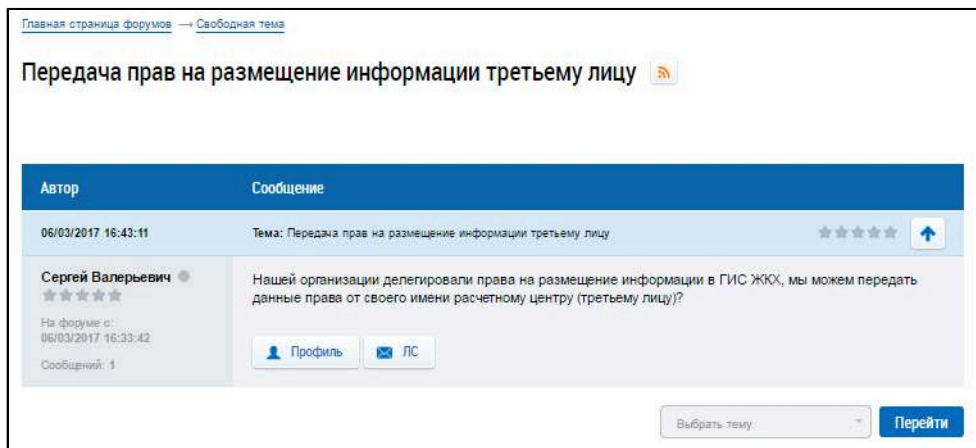 Главная страница форумов → Свободная тема
Передача прав на размещение информации третьему лицу
Автор Сообщение
06/03/2017 16:43:11 Тема: Передача прав на размещение информации третьему лицу
Сергей Валерьевич
На форуме с:
06/03/2017 16:33:42
Сообщений: 1
Нашей организации делегировали права на размещение информации в ГИС ЖКХ, мы можем передать
данные права от своего имени расчетному центру (третьему лицу)?
Профиль ЛС
Выбрать тему Перейти